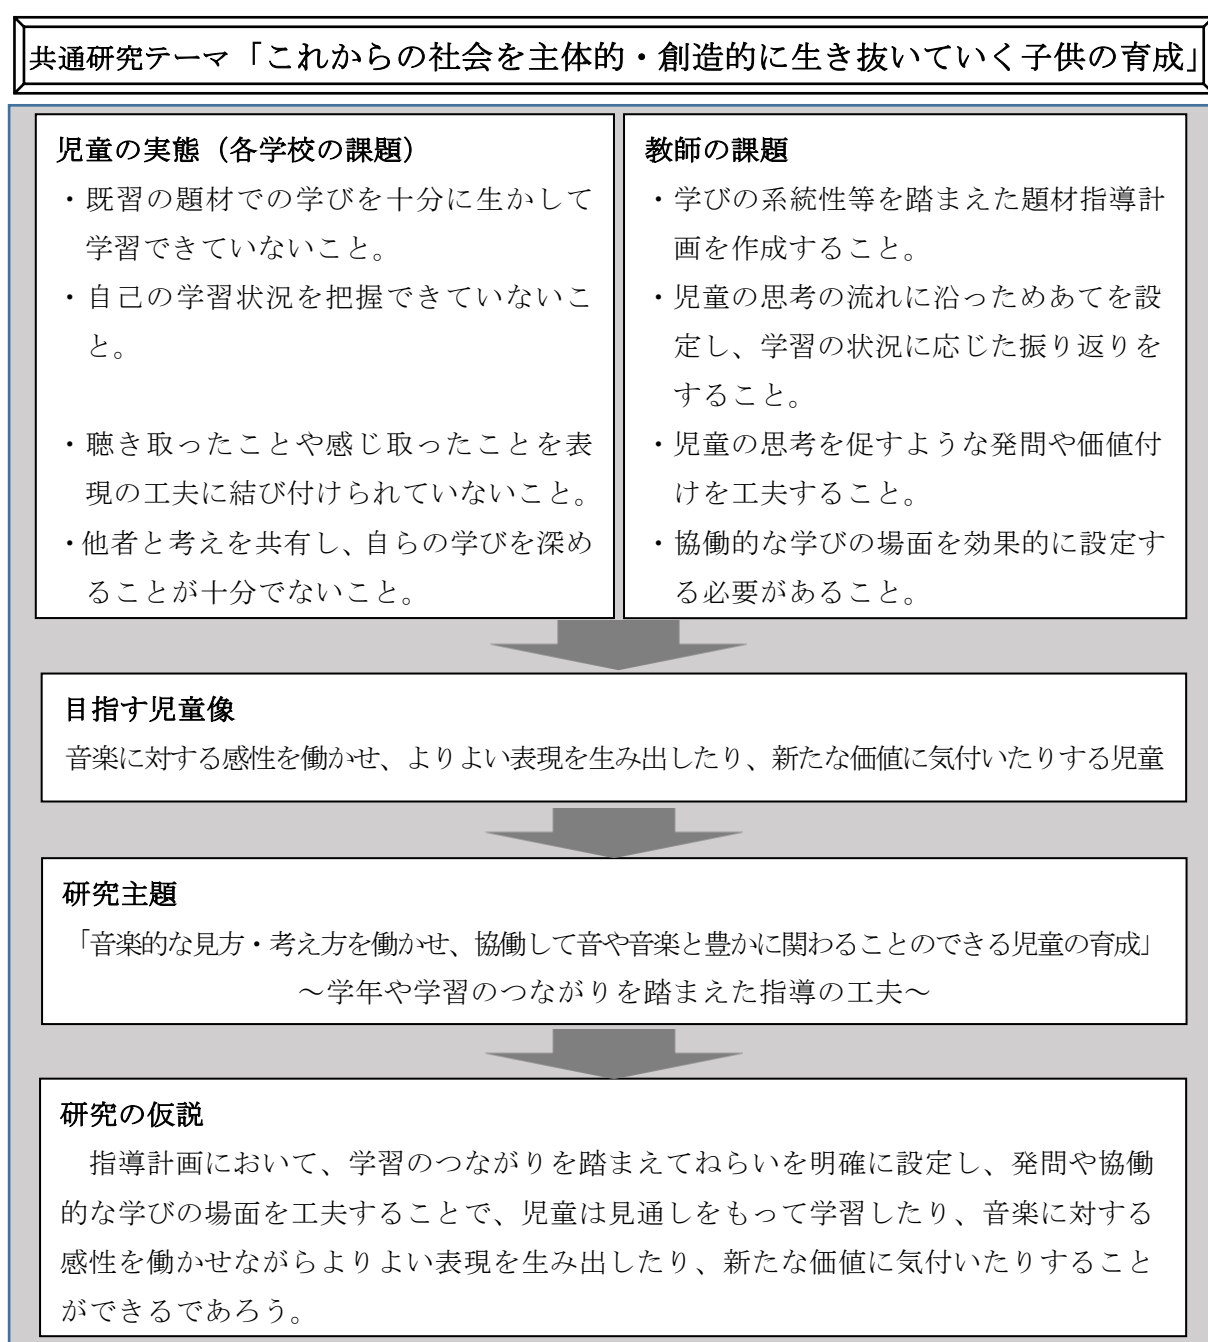 共通研究テーマ「これからの社会を主体的・創造的に生き抜いていく子供の育成」
児童の実態（各学校の課題）
・既習の題材での学びを十分に生かして
学習できていないこと。
・自己の学習状況を把握できていないこ
と。
・聴き取ったことや感じ取ったことを表
現の工夫に結び付けられていないこと。
・他者と考えを共有し、自らの学びを深め
ることが十分でないこと。
教師の課題
・学びの系統性等を踏まえた題材指導計
画を作成すること。
・児童の思考の流れに沿っためあてを設
定し、学習の状況に応じた振り返りを
すること。
・児童の思考を促すような発問や価値付
けを工夫すること。
・協働的な学びの場面を効果的に設定す
る必要があること。
目指す児童像
音楽に対する感性を働かせ、よりよい表現を生み出したり、新たな価値に気付いたりする児童
研究主題
「音楽的な見方・考え方を働かせ、協働して音や音楽と豊かに関わることのできる児童の育成」
～学年や学習のつながりを踏まえた指導の工夫～
研究の仮説
指導計画において、学習のつながりを踏まえてねらいを明確に設定し、発問や協働
的な学びの場面を工夫することで、児童は見通しをもって学習したり、音楽に対する
感性を働かせながらよりよい表現を生み出したり、新たな価値に気付いたりすること
ができるであろう。